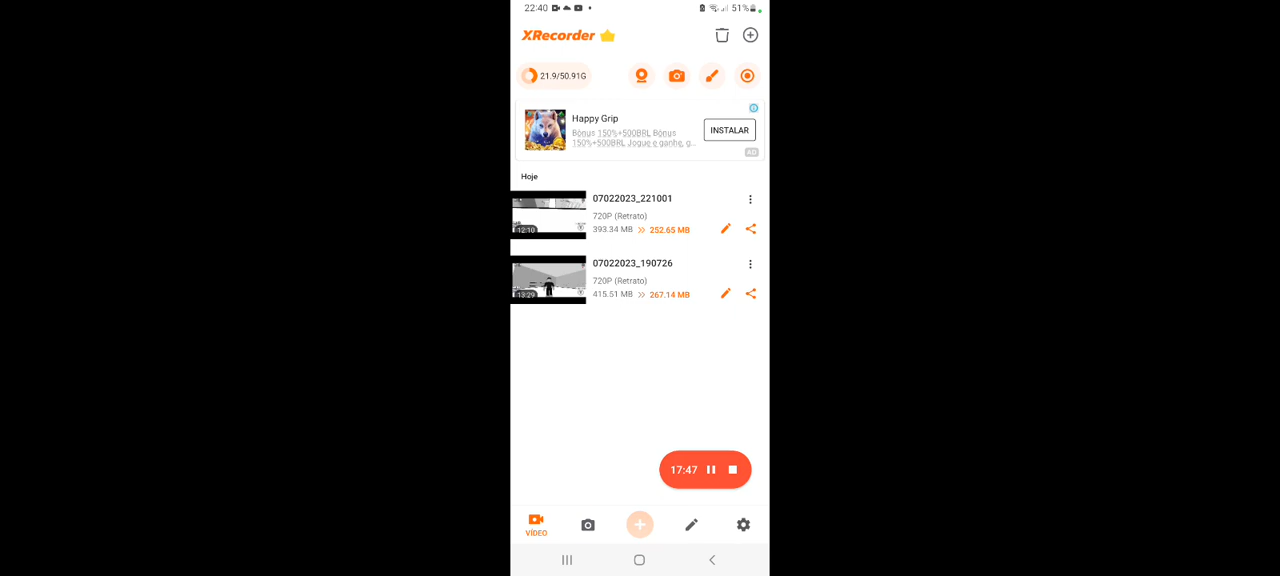 22:40
51%
XRecorder
21.9/50.91G
Happy Grip
Bônus 150%+500BRL Bônus
150%+500BRL Jogue e ganhe, g...
INSTALAR
AD
Hoje
07022023_221001
720P (Retrato)
12:10
393.34 MB >> 252.65 MB
07022023_190726
720P (Retrato)
13:29
415.51 MB >> 267.14 MB
17:47
VÍDEO